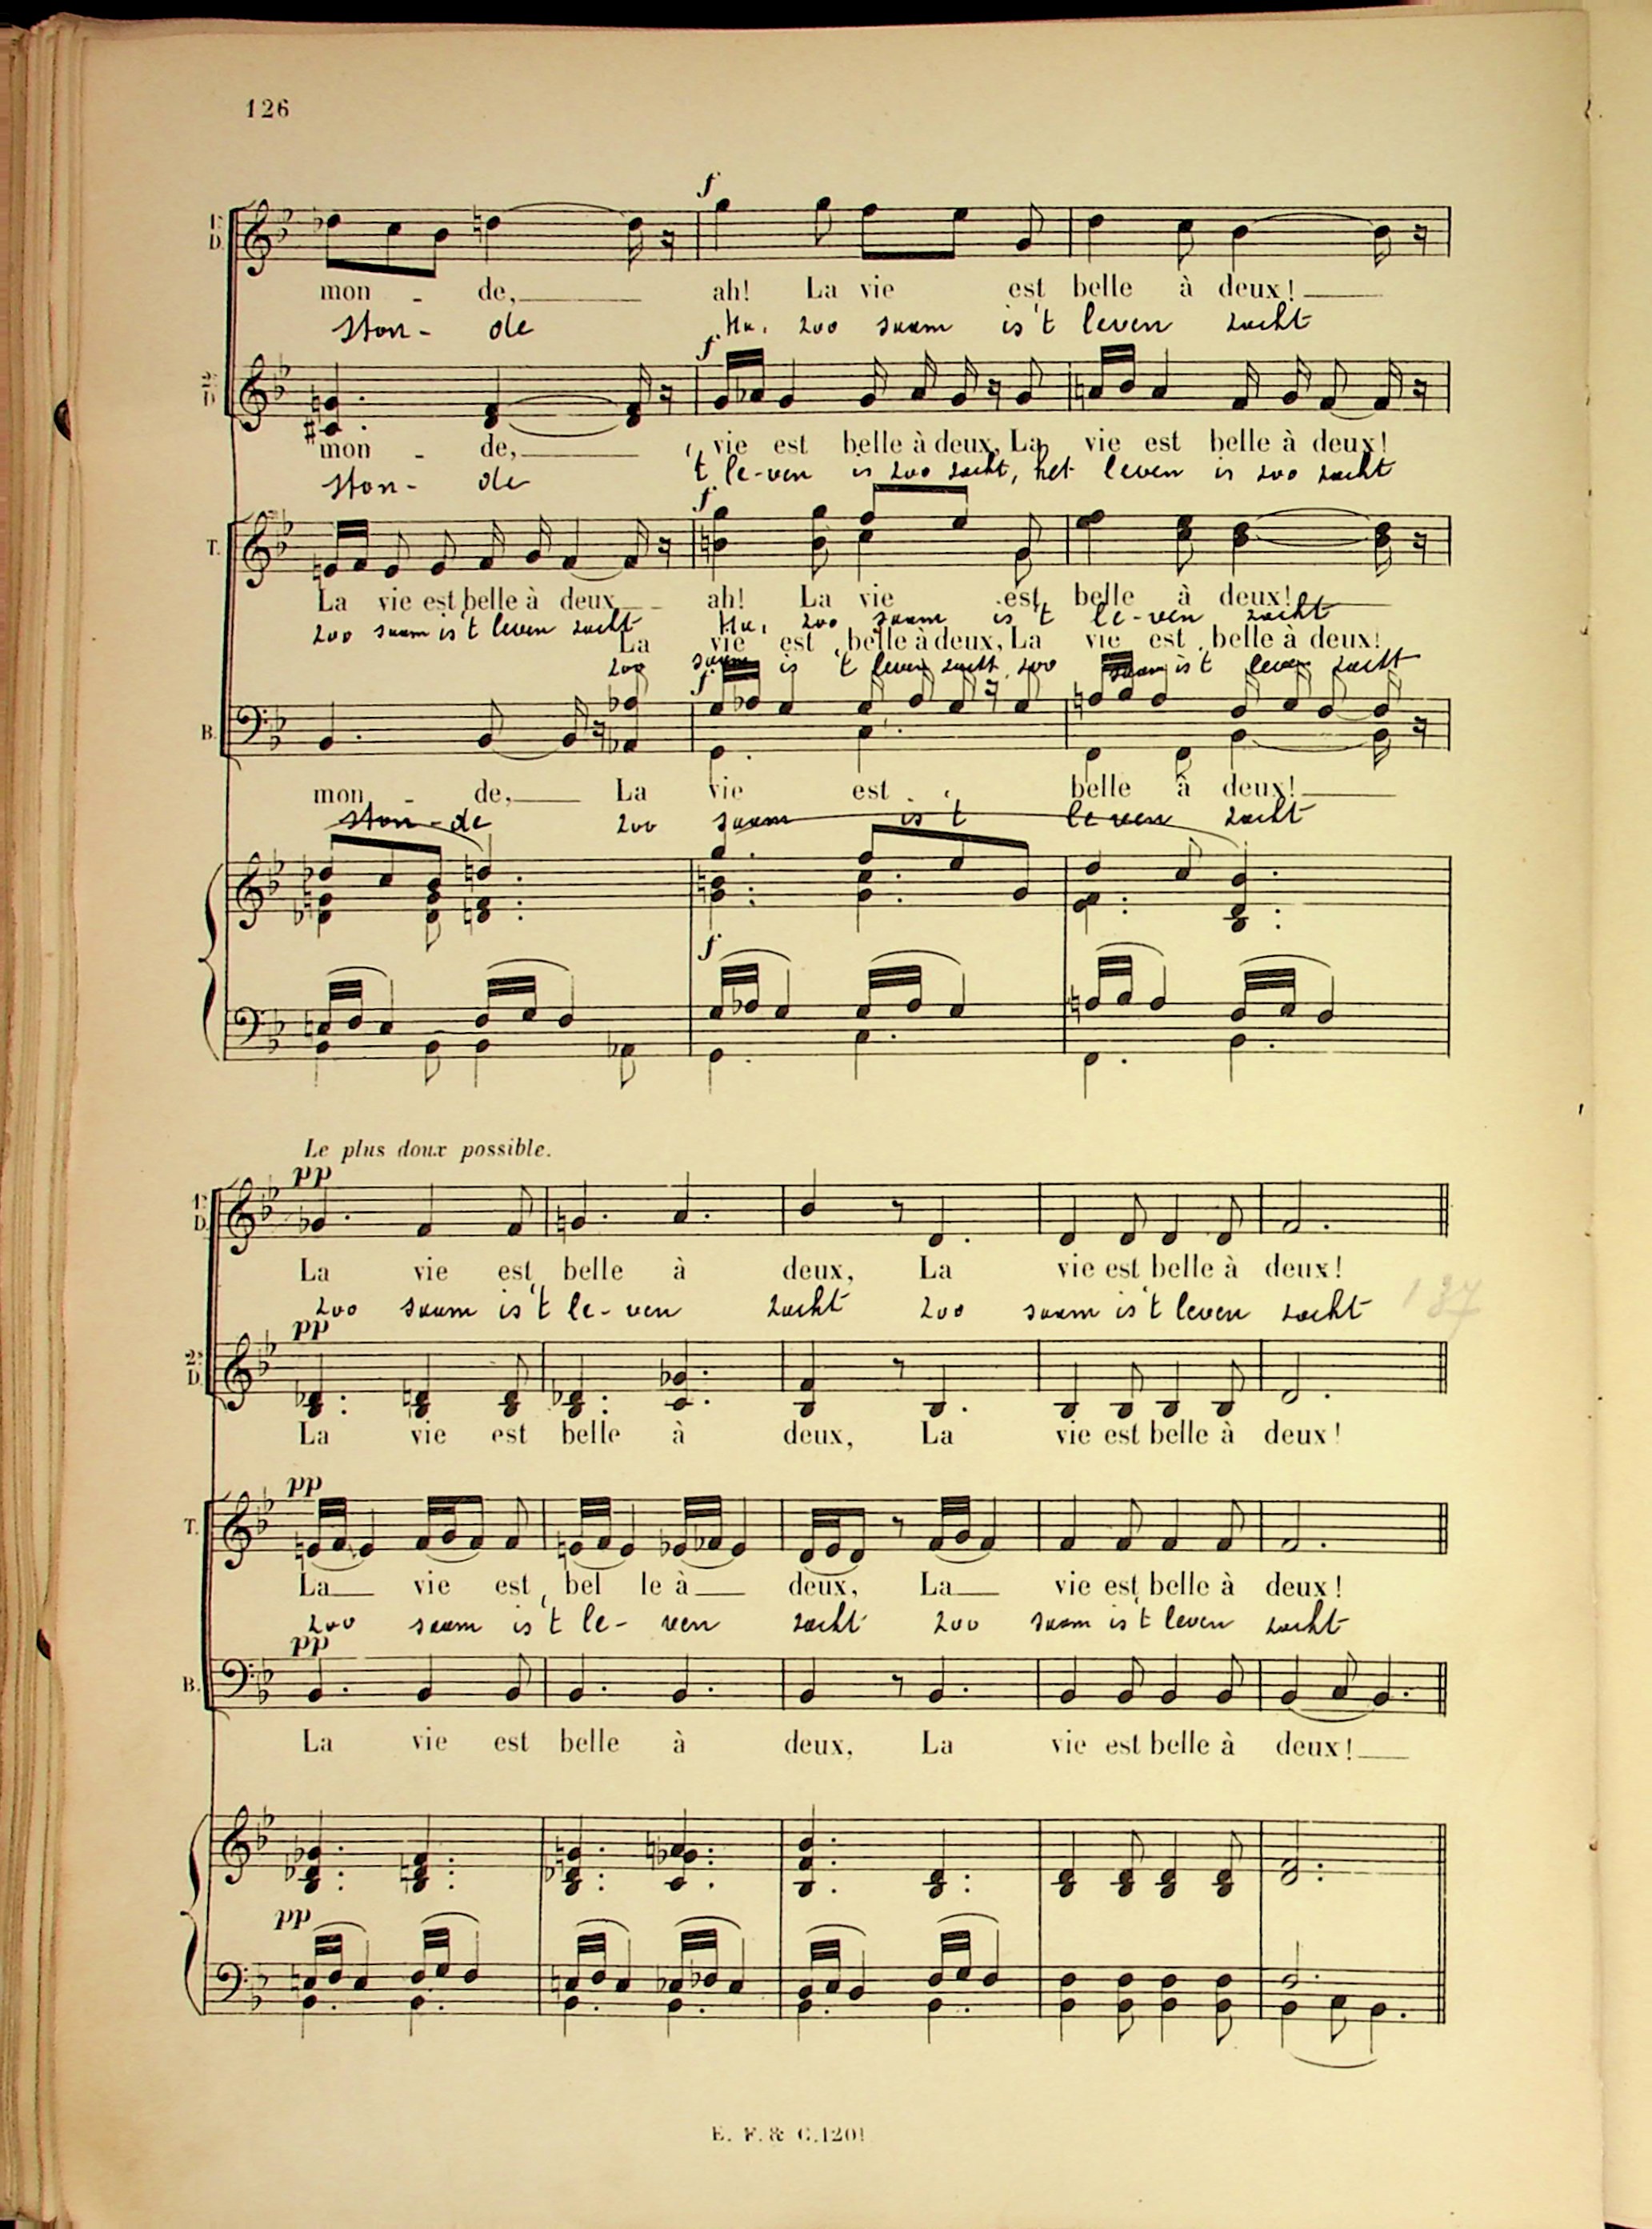 126
1rs D.
f
mon - de, ah! La vie est belle à deux!
ston- de Ha, zoo saam is 't leven zacht
2ds D.
f
mon - de, vie est belle à deux, La vie est belle à deux!
ston- de 't le-ven is zoo zacht, het leven is zoo zacht
T.
f
La vie est belle à deux ah! La vie est belle à deux!
zoo saam is 't leven zacht Ha, zoo saam is 't le-ven zacht
La vie est belle à deux, La vie est belle à deux!
zoo saam is 't leven zacht zoo saam is 't leven zacht
B.
f
mon - de, La vie est belle à deux!
ston-de zoo saam is 't leven zacht
f
Le plus doux possible.
pp
1rs D.
La vie est belle à deux, La vie est belle à deux!
zoo saam is 't le-ven zacht zoo saam is 't leven zacht 137
pp
2ds D.
La vie est belle à deux, La vie est belle à deux!
pp
T.
La vie est bel le à deux, La vie est belle à deux!
zoo saam is 't le- ven zacht zoo saam is 't leven zacht
pp
B.
La vie est belle à deux, La vie est belle à deux!
pp
E. F. & C. 1201